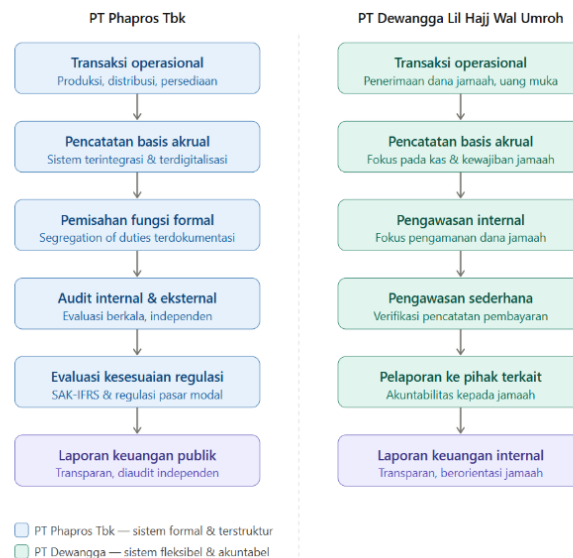 PT Phapros Tbk
Transaksi operasional
Produksi, distribusi, persediaan
Pencatatan basis akrual
Sistem terintegrasi & terdigitalisasi
Pemisahan fungsi formal
Segregation of duties terdokumentasi
Audit internal & eksternal
Evaluasi berkala, independen
Evaluasi kesesuaian regulasi
SAK-IFRS & regulasi pasar modal
Laporan keuangan publik
Transparan, diaudit independen
PT Dewangga Lil Hajj Wal Umroh
Transaksi operasional
Penerimaan dana jamaah, uang muka
Pencatatan basis akrual
Fokus pada kas & kewajiban jamaah
Pengawasan internal
Fokus pengamanan dana jamaah
Pengawasan sederhana
Verifikasi pencatatan pembayaran
Pelaporan ke pihak terkait
Akuntabilitas kepada jamaah
Laporan keuangan internal
Transparan, berorientasi jamaah
PT Phapros Tbk — sistem formal & terstruktur
PT Dewangga — sistem fleksibel & akuntabel